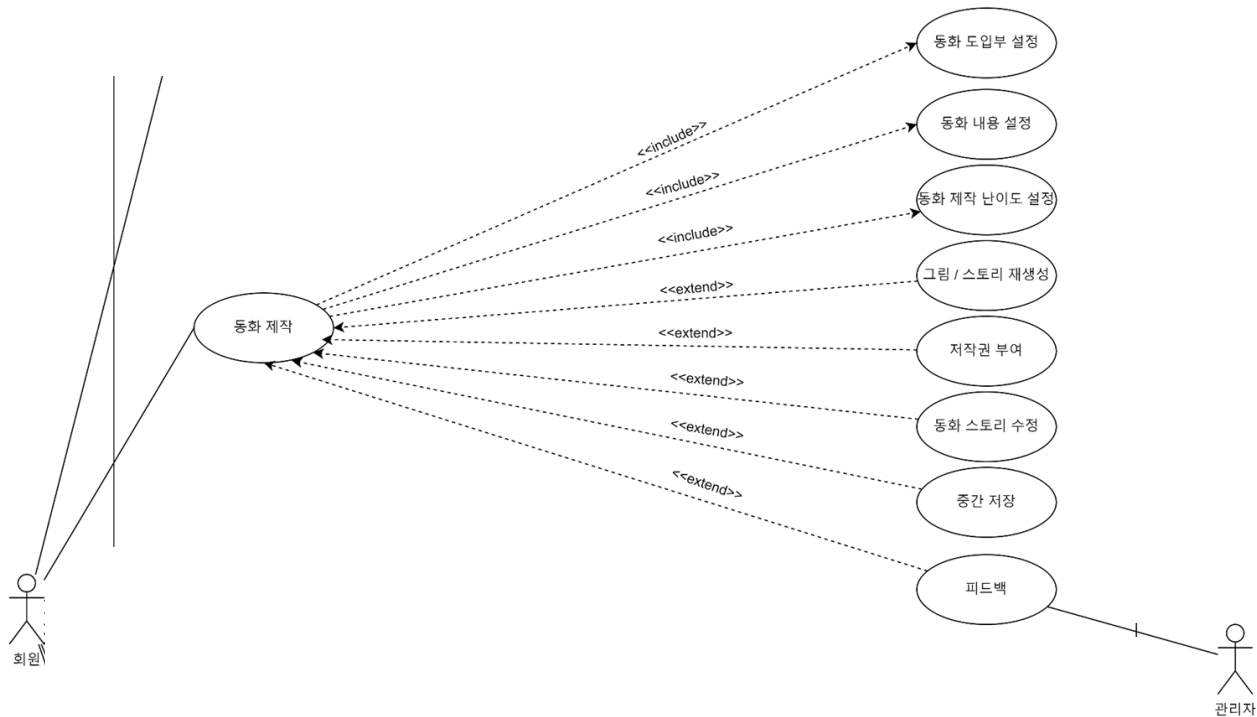 동화 도입부 설정
<<include>>
동화 내용 설정
<<include>>
동화 제작 난이도 설정
<<include>>
그림 / 스토리 재생성
<<extend>>
동화 제작
저작권 부여
<<extend>>
동화 스토리 수정
<<extend>>
중간 저장
<<extend>>
피드백
<<extend>>
회원
관리자